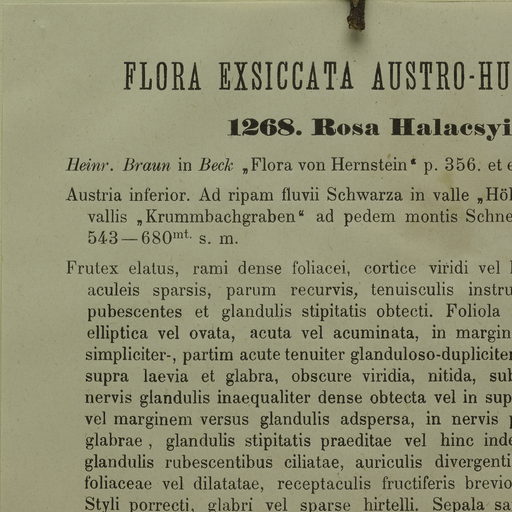 FLORA EXSICCATA AUSTRO-HU
1268. Rosa Halacsyi
Heinr. Braun in Beck „Flora von Hernstein“ p. 356. et e
Austria inferior. Ad ripam fluvii Schwarza in valle „Höl
vallis „Krummbachgraben“ ad pedem montis Schne
543—680mt. s. m.
Frutex elatus, rami dense foliacei, cortice viridi vel
aculeis sparsis, parum recurvis, tenuisculis instru
pubescentes et glandulis stipitatis obtecti. Foliola
elliptica vel ovata, acuta vel acuminata, in margin
simpliciter-, partim acute tenuiter glanduloso-dupliciter
supra laevia et glabra, obscure viridia, nitida, sub
nervis glandulis inaequaliter dense obtecta vel in sup
vel marginem versus glandulis adspersa, in nervis p
glabrae, glandulis stipitatis praeditae vel hinc inde
glandulis rubescentibus ciliatae, auriculis divergenti
foliaceae vel dilatatae, receptaculis fructiferis brevio
Styli porrecti, glabri vel sparse hirtelli. Sepala sa